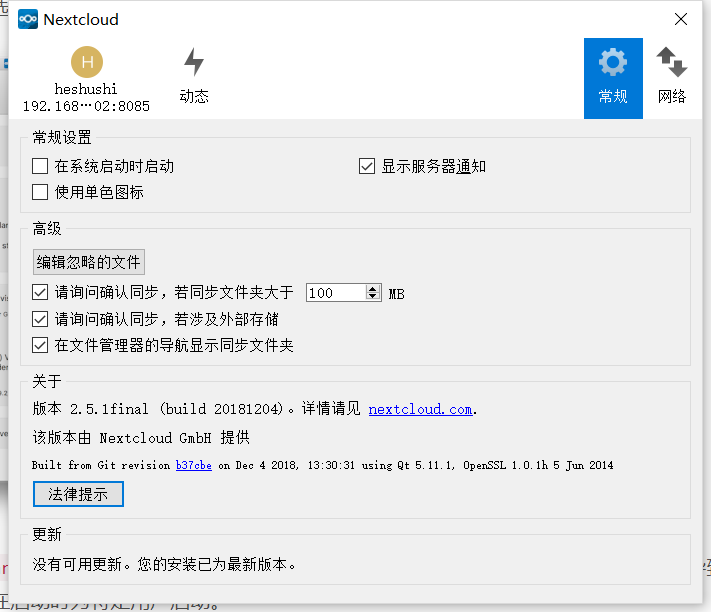 Nextcloud
H
heshushi
192.168…02:8085
动态
常规
网络
常规设置
在系统启动时启动
显示服务器通知
使用单色图标
高级
编辑忽略的文件
请询问确认同步，若同步文件夹大于 100 MB
请询问确认同步，若涉及外部存储
在文件管理器的导航显示同步文件夹
关于
版本 2.5.1final (build 20181204)。详情请见 nextcloud.com.
该版本由 Nextcloud GmbH 提供
Built from Git revision b37cbe on Dec 4 2018, 13:30:31 using Qt 5.11.1, OpenSSL 1.0.1h 5 Jun 2014
法律提示
更新
没有可用更新。您的安装已为最新版本。